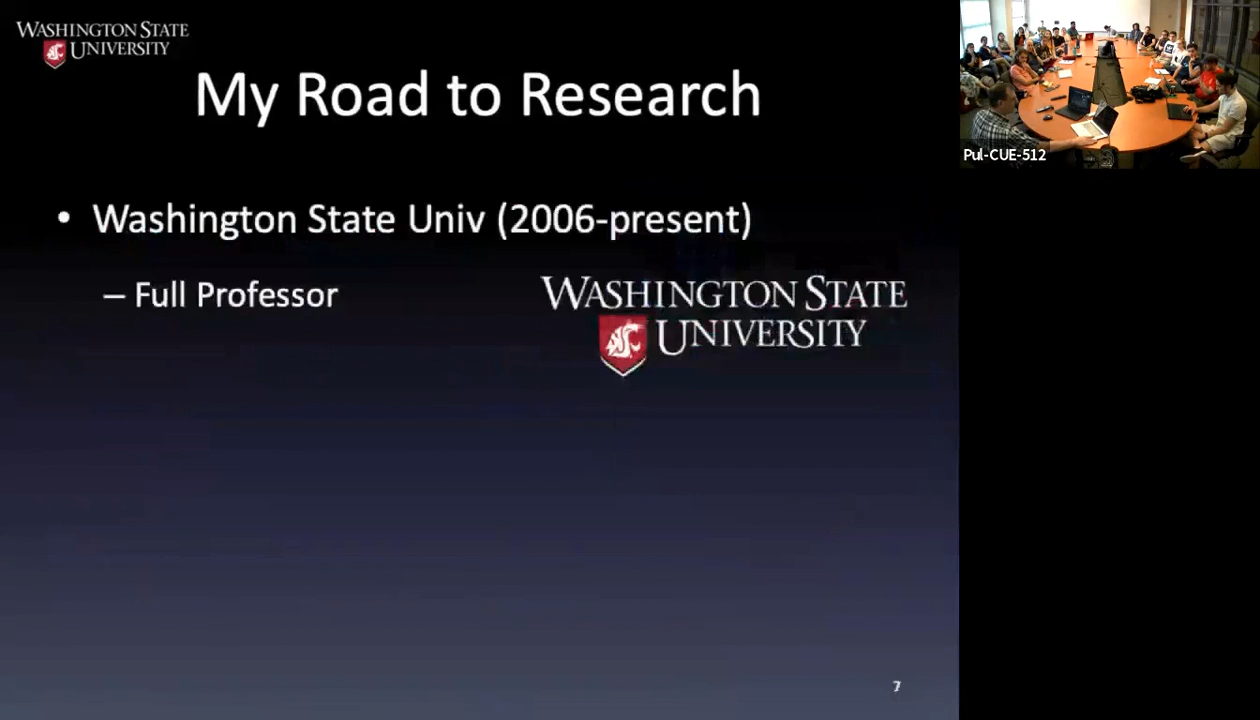 WASHINGTON STATE
UNIVERSITY
My Road to Research
• Washington State Univ (2006-present)
– Full Professor
WASHINGTON STATE
UNIVERSITY
7
Pul-CUE-512